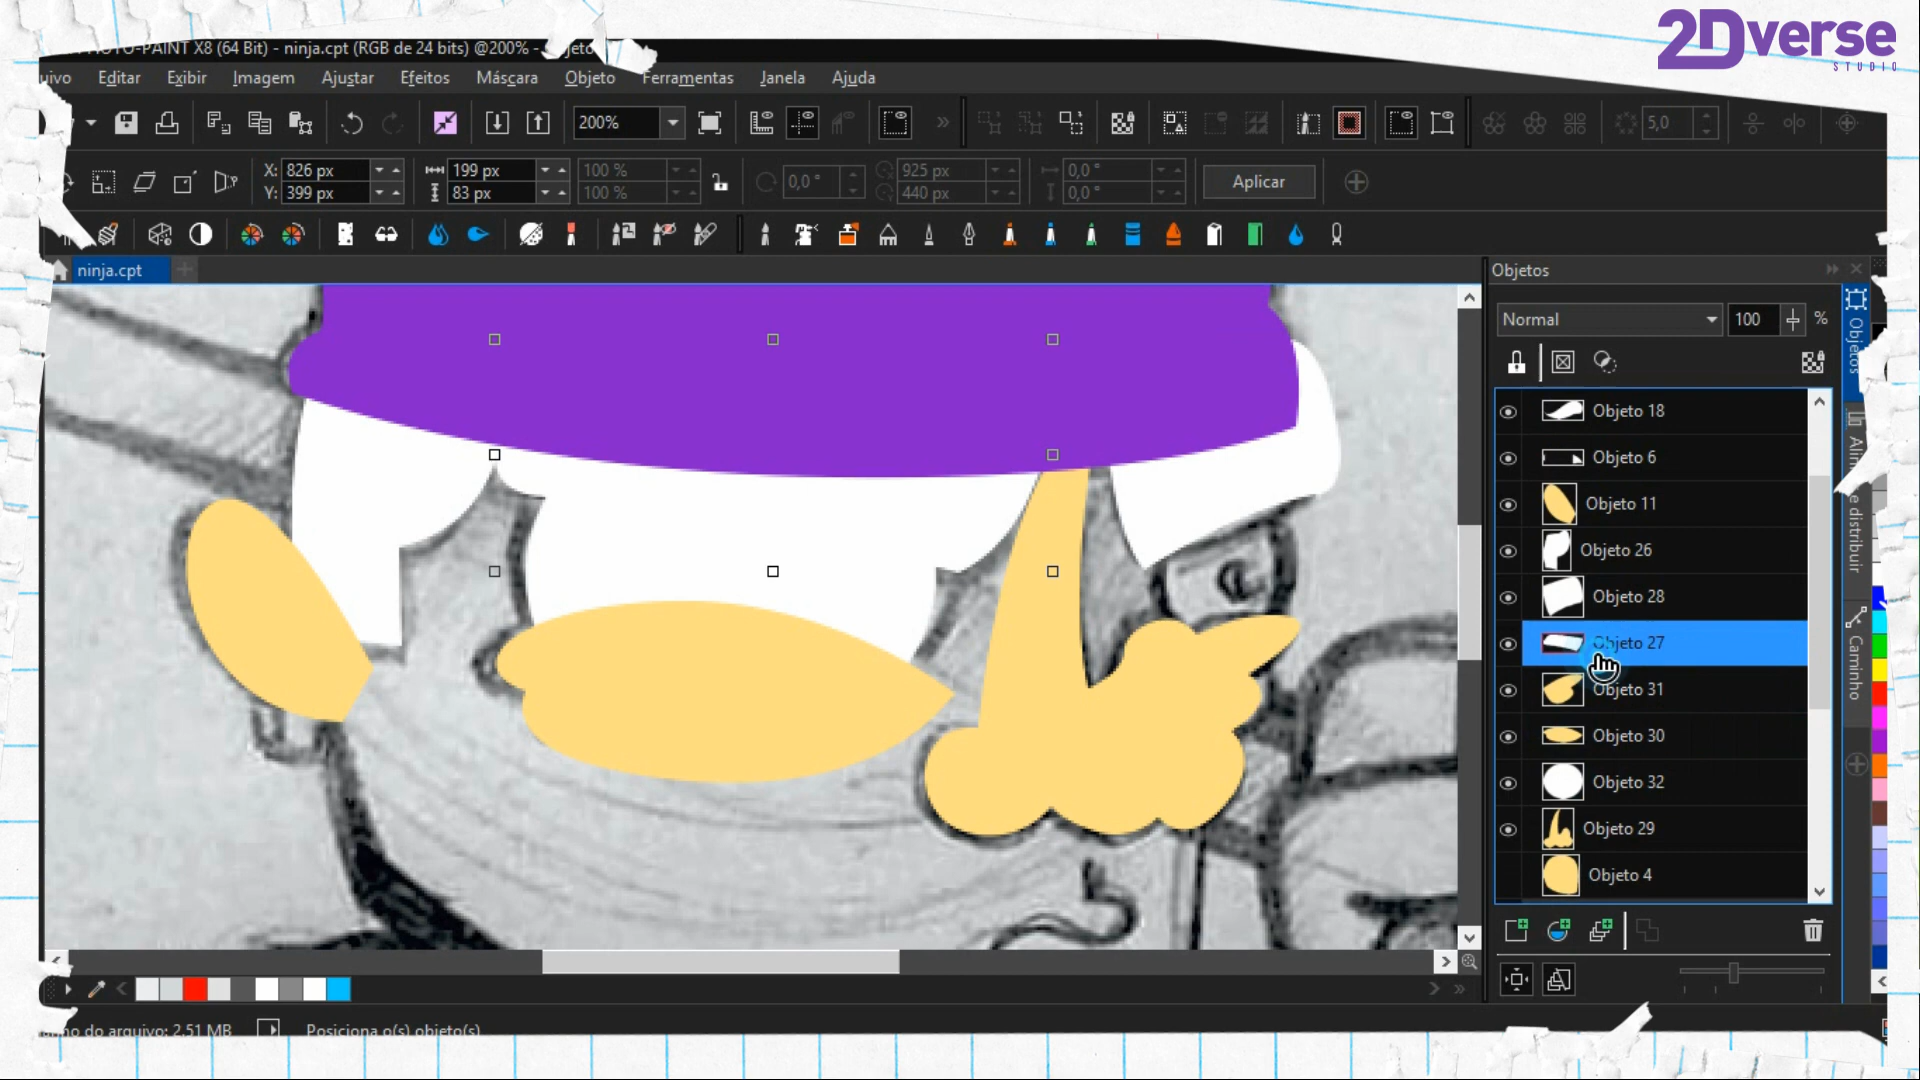 2Dverse
STUDIO
PHOTO-PAINT X8 (64 Bit) - ninja.cpt (RGB de 24 bits) @200% -
uivo Editar Exibir Imagem Ajustar Efeitos Máscara Objeto Ferramentas Janela Ajuda
200% 5,0
X: 826 px 199 px 100 % 0,0 ° 925 px 0,0 ° Aplicar
Y: 399 px 83 px 100 % 440 px 0,0 °
ninja.cpt
Objetos
Normal 100 %
Objetos
Objeto 18
Objeto 6
Objeto 11
Objeto 26
Objeto 28
Objeto 27
Objeto 31
Objeto 30
Objeto 32
Objeto 29
Objeto 4
e distribuir
Caminho
nho do arquivo: 2,51 MB Posiciona o(s) objeto(s)